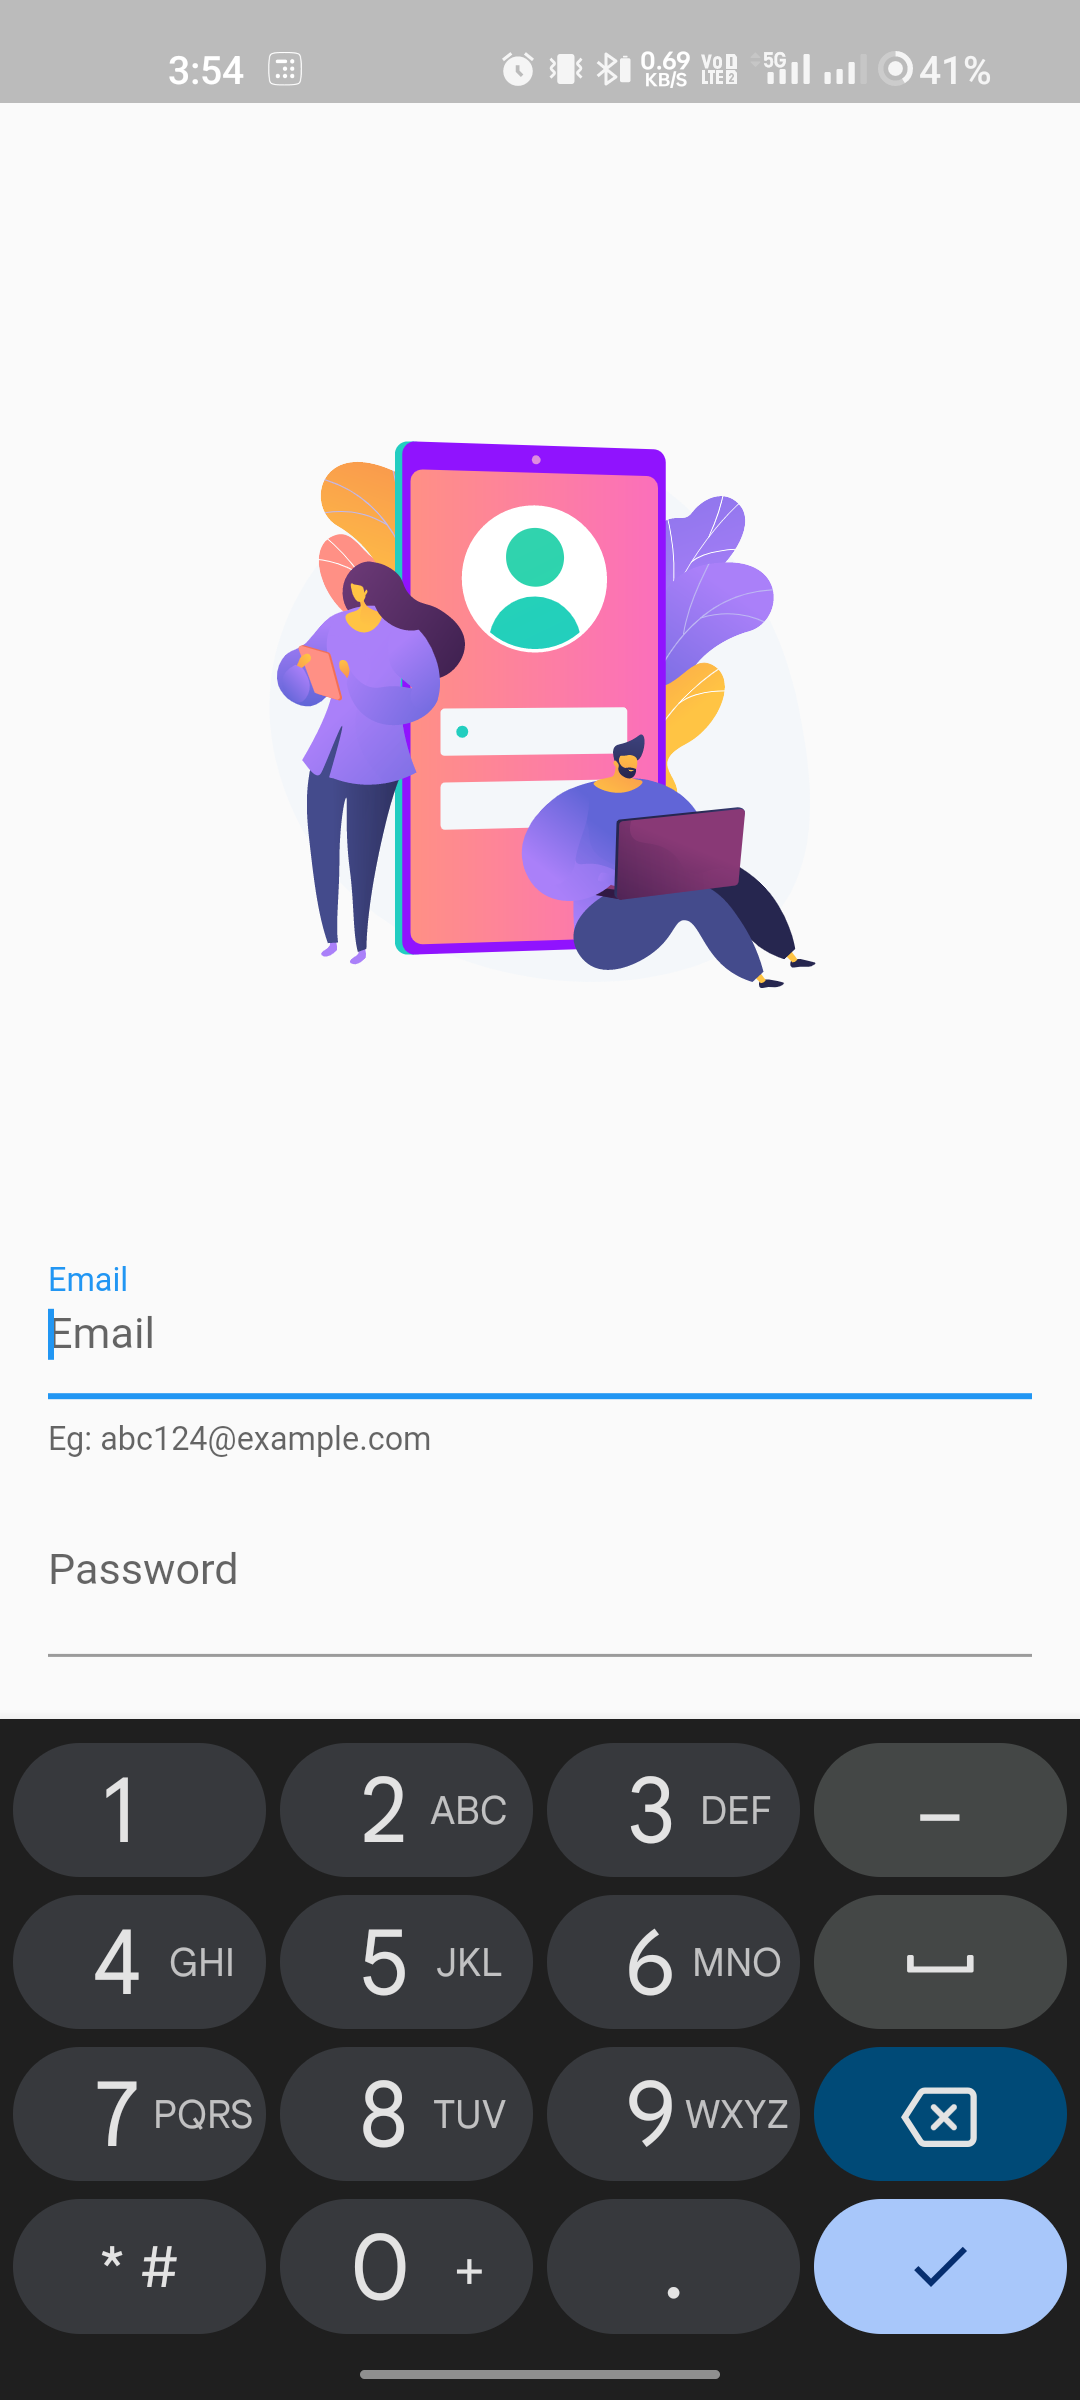 3:54 0.69 KB/S Vo LTE 2 5G 41%
Email
Email
Eg: abc124@example.com
Password
1 2 ABC 3 DEF –
4 GHI 5 JKL 6 MNO
7 PQRS 8 TUV 9 WXYZ
* # 0 + .